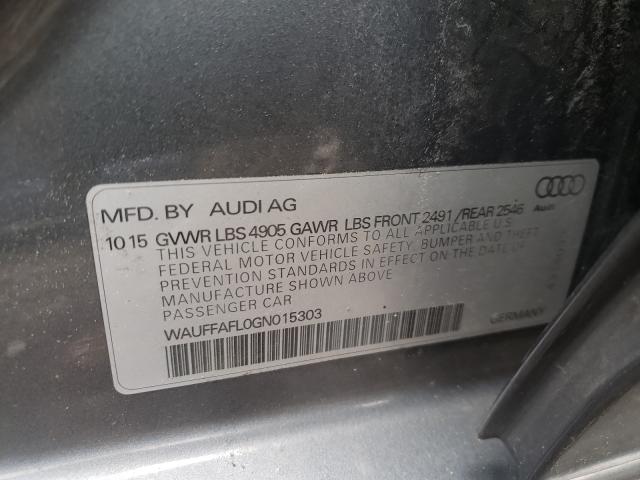 MFD. BY AUDI AG
Audi
10 15 GVWR LBS 4905 GAWR LBS FRONT 2491 /REAR 2546
THIS VEHICLE CONFORMS TO ALL APPLICABLE U.S.
FEDERAL MOTOR VEHICLE SAFETY, BUMPER AND THEFT
PREVENTION STANDARDS IN EFFECT ON THE DATE OF
MANUFACTURE SHOWN ABOVE
PASSENGER CAR
WAUFFAFL0GN015303
GERMANY